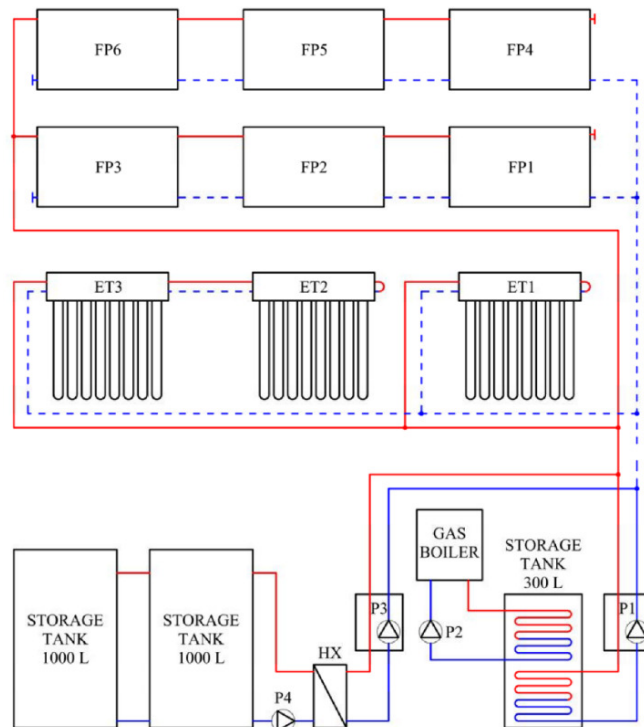 FP6
FP5
FP4
FP3
FP2
FP1
ET3
ET2
ET1
GAS
BOILER
STORAGE
TANK
300 L
STORAGE
TANK
1000 L
STORAGE
TANK
1000 L
P3
P2
P1
HX
P4